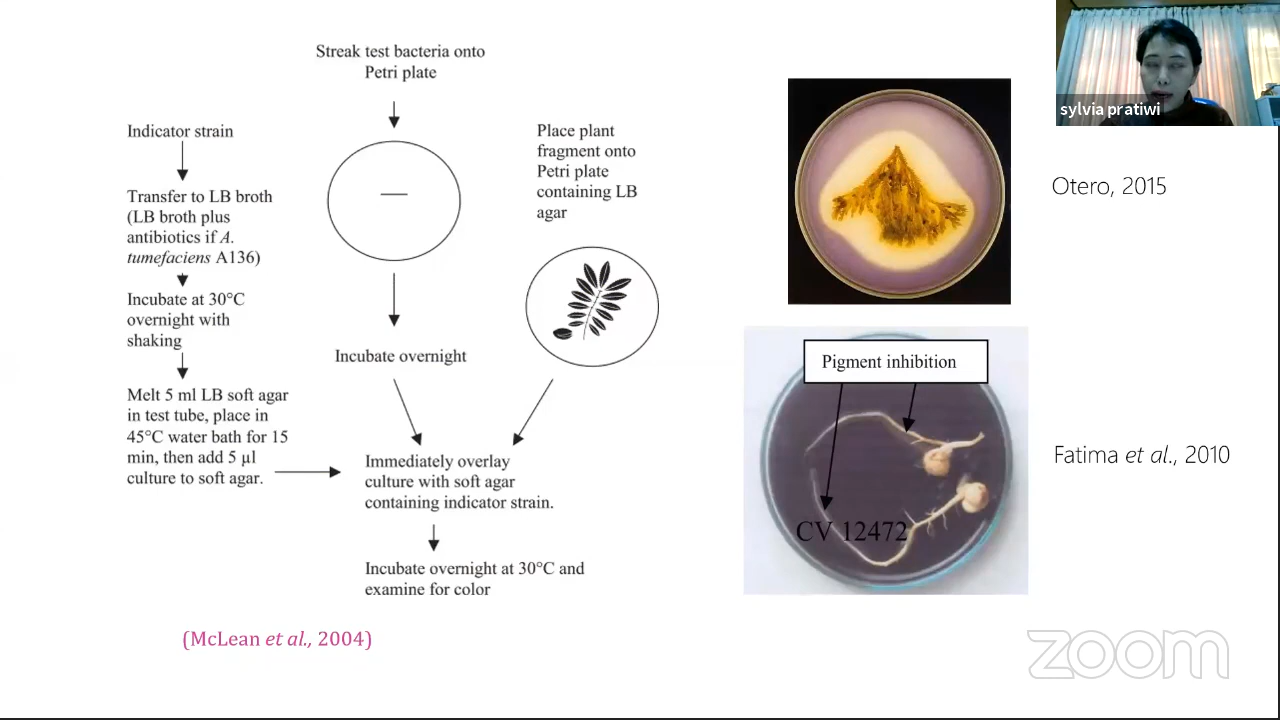 Streak test bacteria onto
Petri plate
Indicator strain
Transfer to LB broth
(LB broth plus
antibiotics if A.
tumefaciens A136)
Incubate at 30°C
overnight with
shaking
Melt 5 ml LB soft agar
in test tube, place in
45°C water bath for 15
min, then add 5 µl
culture to soft agar.
Incubate overnight
Place plant
fragment onto
Petri plate
containing LB
agar
Immediately overlay
culture with soft agar
containing indicator strain.
Incubate overnight at 30°C and
examine for color
(McLean et al., 2004)
Otero, 2015
Pigment inhibition
CV 12472
Fatima et al., 2010
sylvia pratiwi
zoom